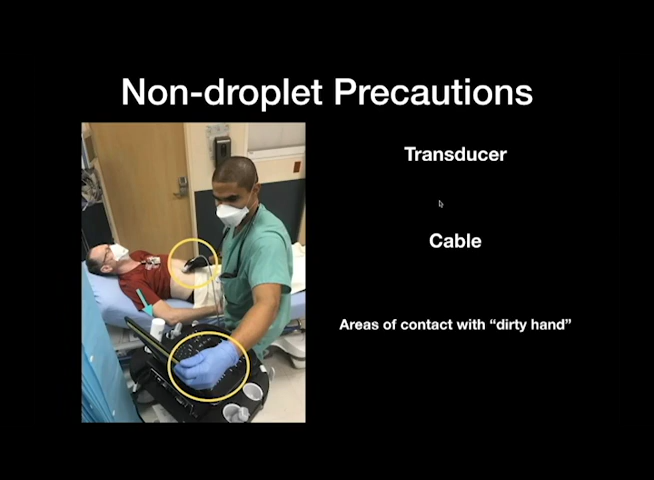 Non-droplet Precautions
Transducer
Cable
Areas of contact with “dirty hand”